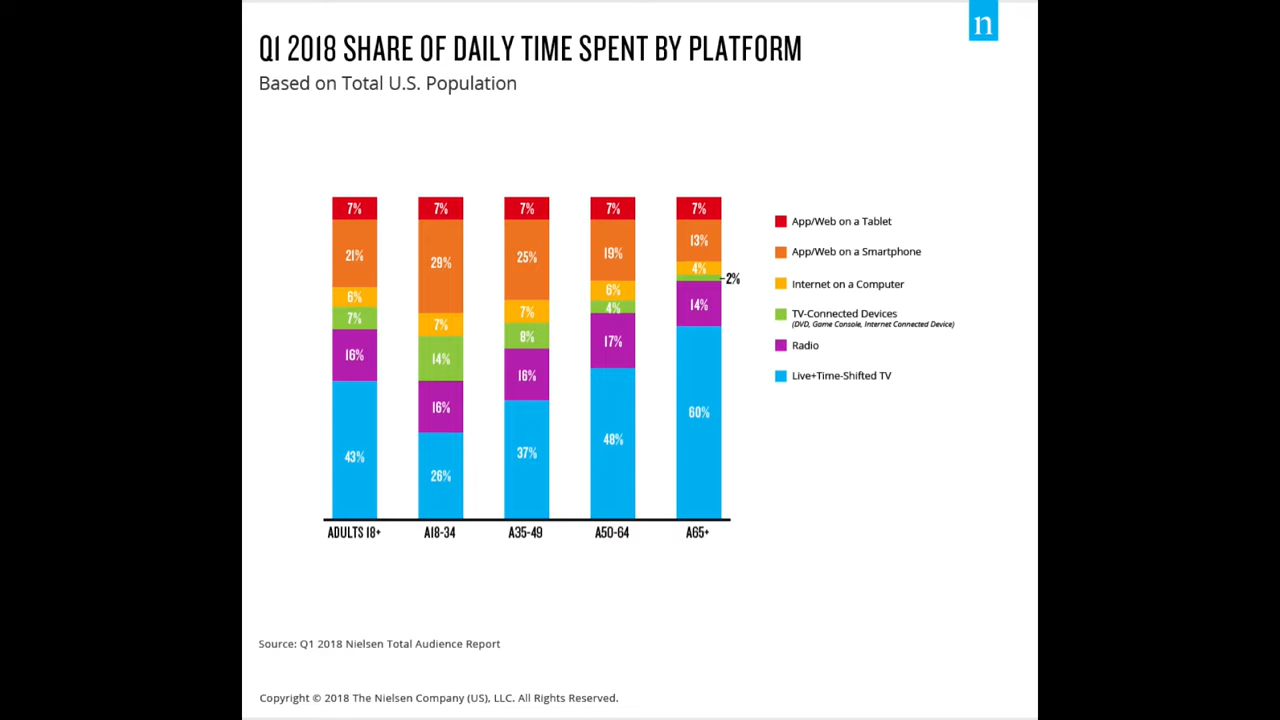 n
Q1 2018 SHARE OF DAILY TIME SPENT BY PLATFORM
Based on Total U.S. Population
7% 7% 7% 7% 7%
21% 29% 25% 19% 13%
6% 7% 7% 6% 4%
7% 14% 8% 4% 2%
16% 16% 16% 17% 14%
43% 26% 37% 48% 60%
ADULTS 18+ A18-34 A35-49 A50-64 A65+
App/Web on a Tablet
App/Web on a Smartphone
Internet on a Computer
TV-Connected Devices
(DVD, Game Console, Internet Connected Device)
Radio
Live+Time-Shifted TV
Source: Q1 2018 Nielsen Total Audience Report
Copyright © 2018 The Nielsen Company (US), LLC. All Rights Reserved.